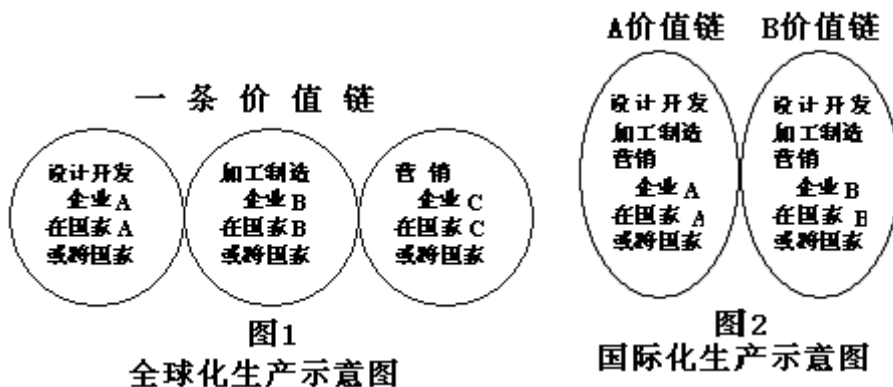 一 条 价 值 链
设计开发
企业A
在国家A
或跨国家
加工制造
企业B
在国家B
或跨国家
营 销
企业C
在国家C
或跨国家
图1
全球化生产示意图
A价值链
B价值链
设计开发
加工制造
营销
企业A
在国家A
或跨国家
设计开发
加工制造
营销
企业B
在国家B
或跨国家
图2
国际化生产示意图